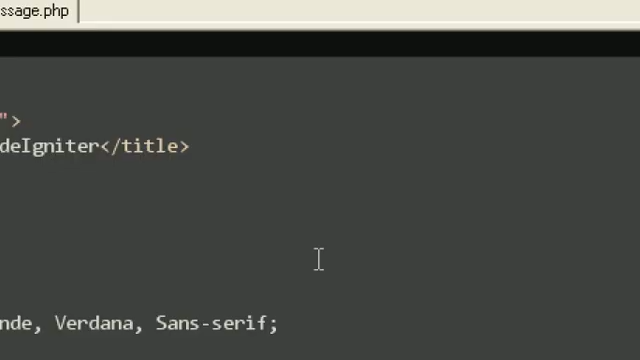 ssage.php
">
deIgniter</title>
nde, Verdana, Sans-serif;